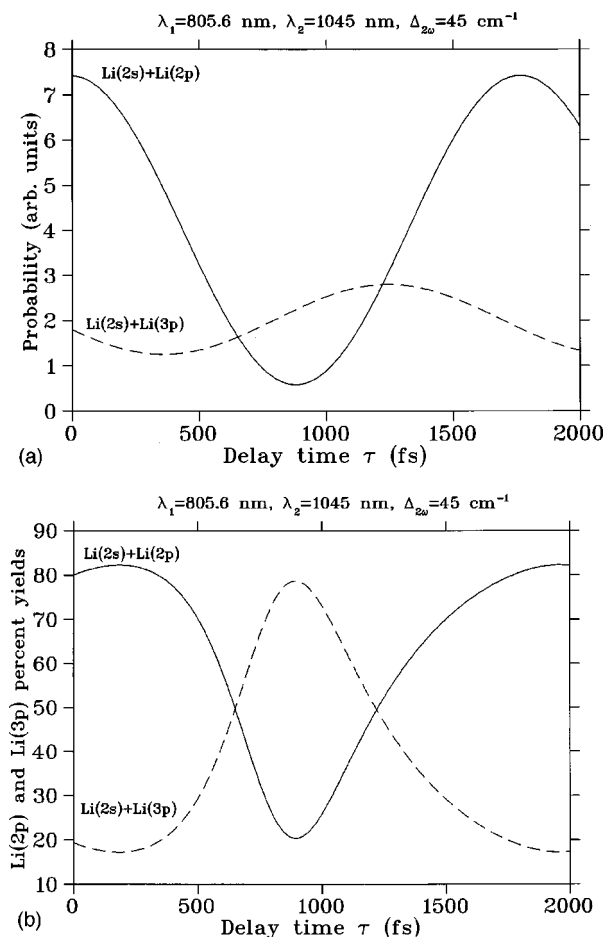 λ₁=805.6 nm, λ₂=1045 nm, Δ₂ω=45 cm⁻¹
8
7
6
5
4
3
2
1
0
Probability (arb. units)
Li(2s)+Li(2p)
Li(2s)+Li(3p)
0
500
1000
1500
2000
(a)
Delay time τ (fs)
λ₁=805.6 nm, λ₂=1045 nm, Δ₂ω=45 cm⁻¹
90
80
70
60
50
40
30
20
10
Li(2p) and Li(3p) percent yields
Li(2s)+Li(2p)
Li(2s)+Li(3p)
0
500
1000
1500
2000
(b)
Delay time τ (fs)